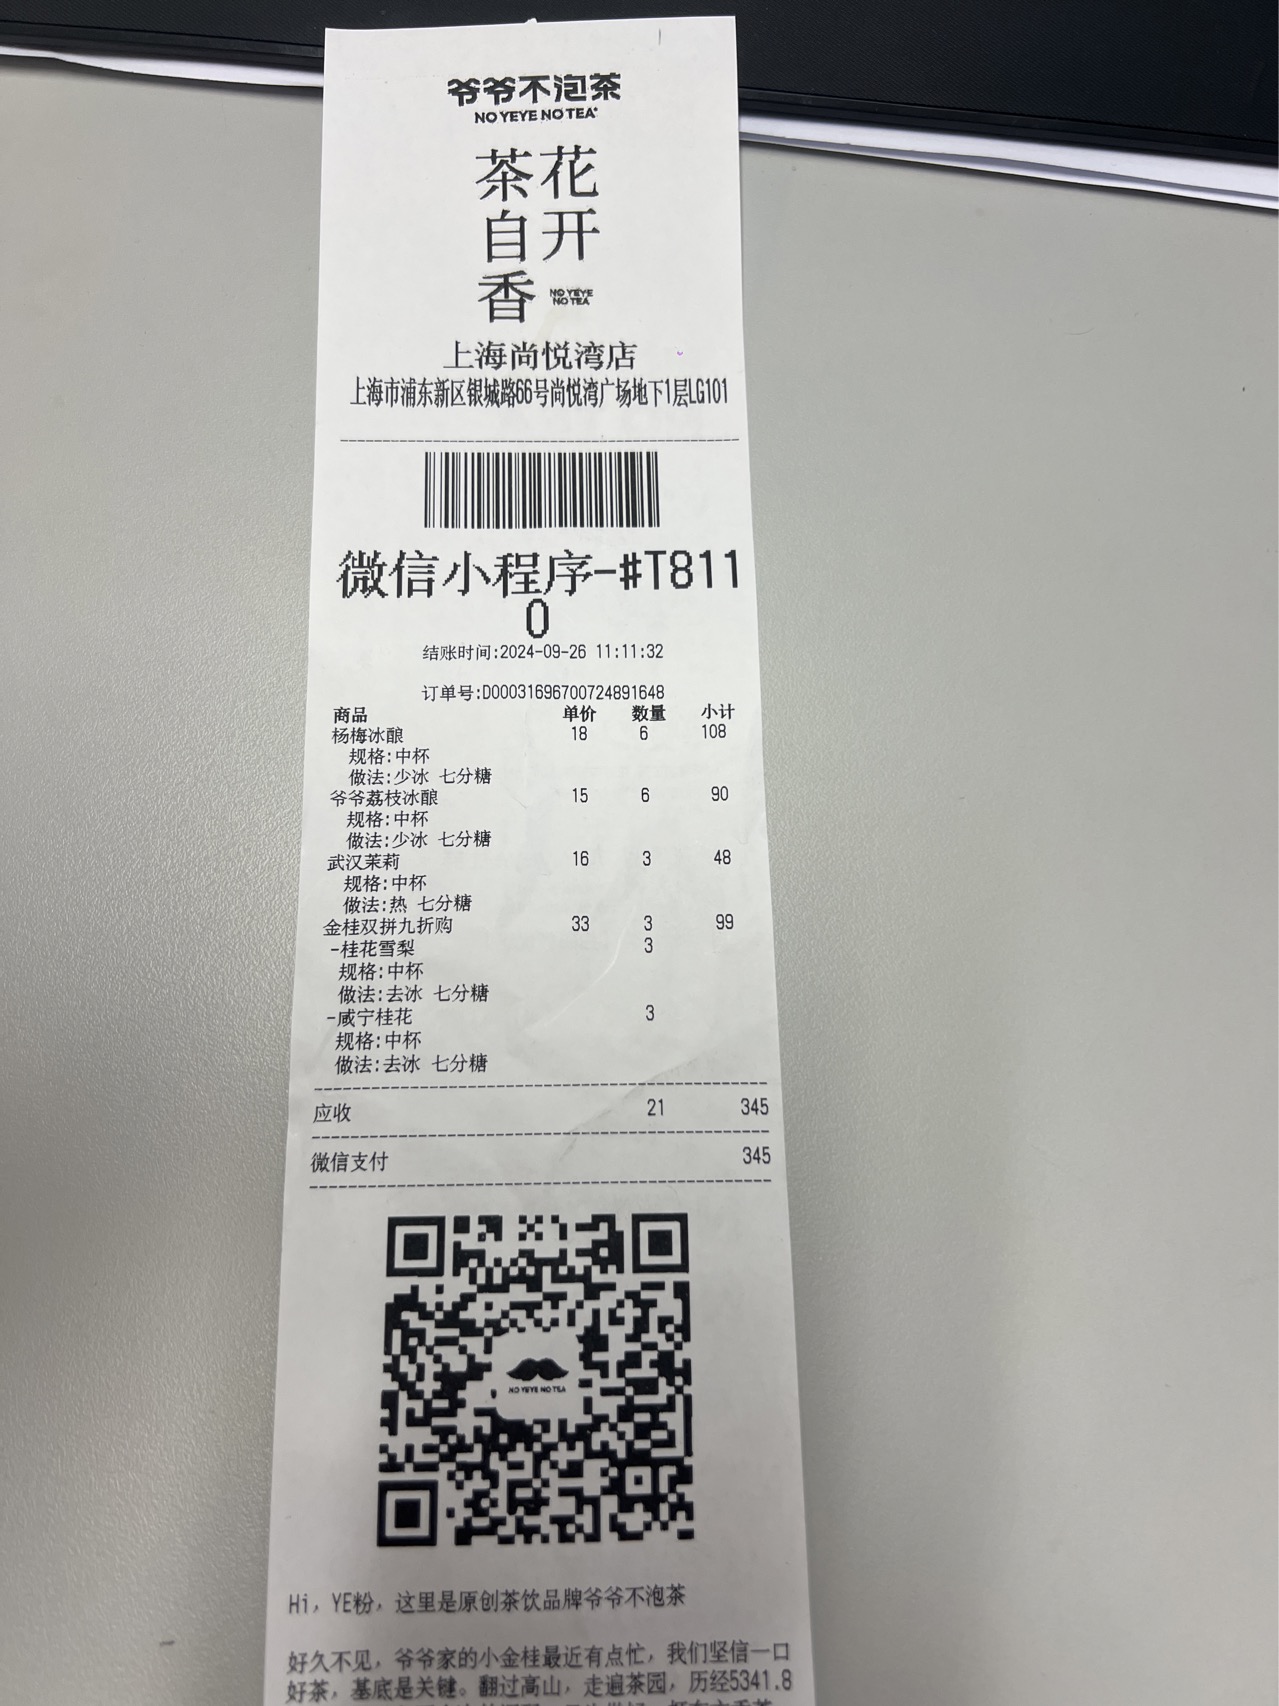 爷爷不泡茶
NO YEYE NO TEA
花开
茶自香
NO YEYE
NO TEA
上海尚悦湾店
上海市浦东新区银城路66号尚悦湾广场地下1层LG101
微信小程序-#T811
0
结账时间:2024-09-26 11:11:32
订单号:D00031696700724891648
商品 单价 数量 小计
杨梅冰酿 18 6 108
规格:中杯
做法:少冰 七分糖
爷爷荔枝冰酿 15 6 90
规格:中杯
做法:少冰 七分糖
武汉茉莉 16 3 48
规格:中杯
做法:热 七分糖
金桂双拼九折购 33 3 99
-桂花雪梨 3
规格:中杯
做法:去冰 七分糖
-咸宁桂花 3
规格:中杯
做法:去冰 七分糖
应收 21 345
微信支付 345
NO YEYE NO TEA
Hi，YE粉，这里是原创茶饮品牌爷爷不泡茶
好久不见，爷爷家的小金桂最近有点忙，我们坚信一口
好茶，基底是关键。翻过高山，走遍茶园，历经5341.8